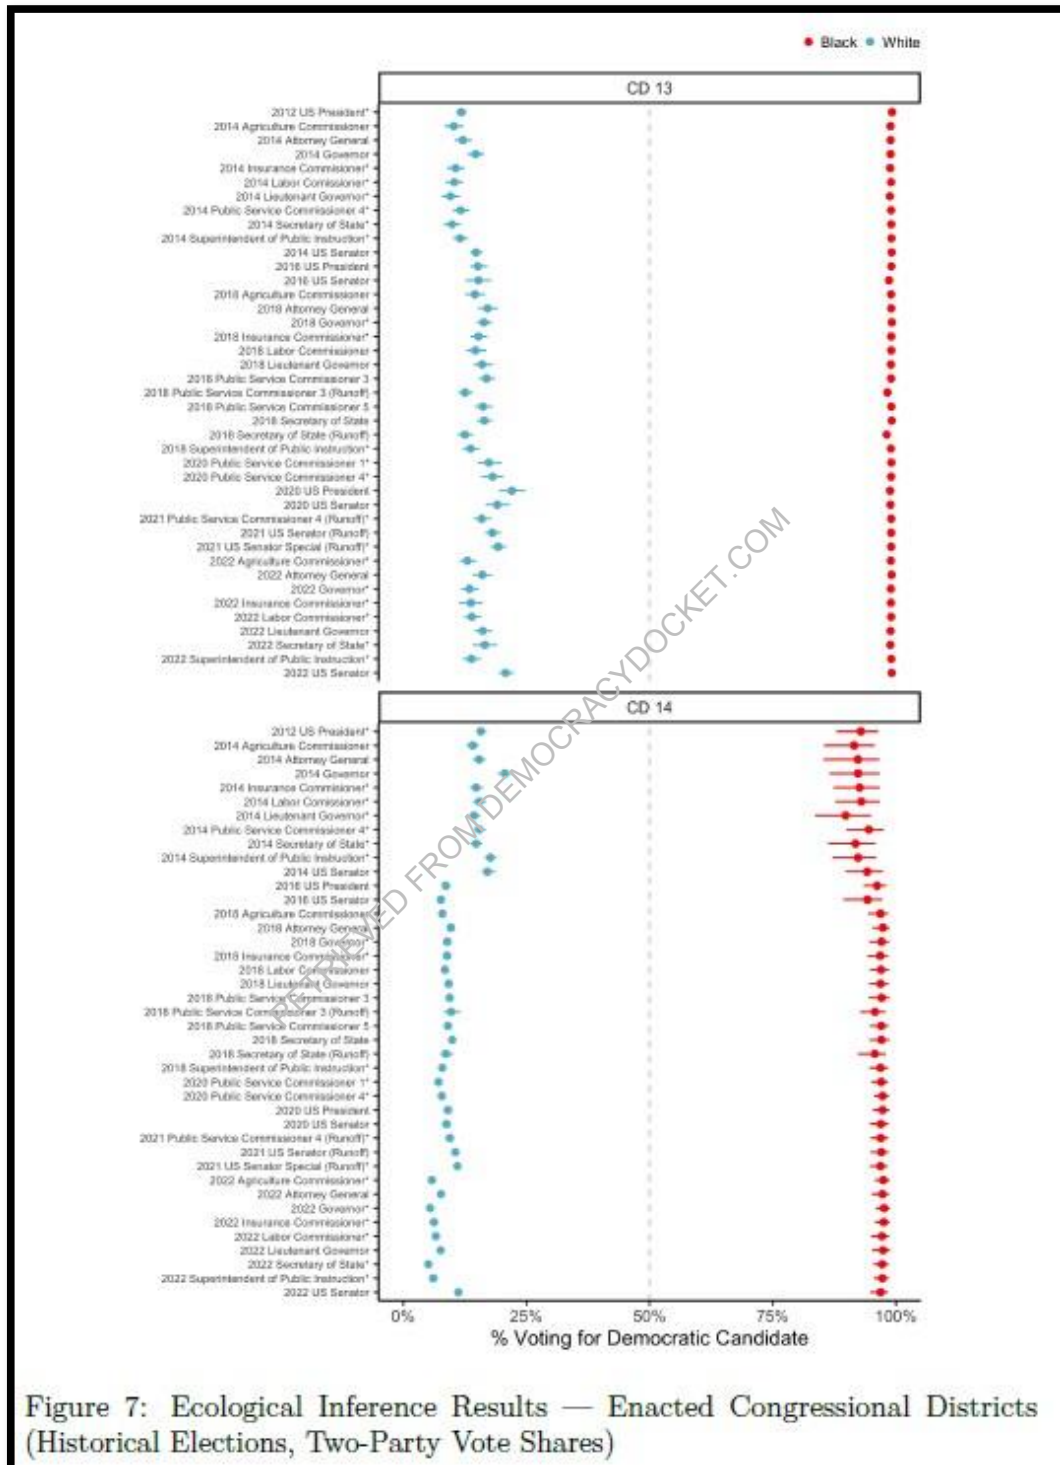 Black White
CD 13
2012 US President*
2014 Agriculture Commissioner
2014 Attorney General
2014 Governor
2014 Insurance Commisioner*
2014 Labor Comissioner*
2014 Lieutenant Governor*
2014 Public Service Commissioner 4*
2014 Secretary of State*
2014 Superintendent of Public Instruction*
2014 US Senator
2016 US President
2016 US Senator
2018 Agriculture Commissioner
2018 Attorney General
2018 Governor*
2018 Insurance Commissioner*
2018 Labor Commissioner
2018 Lieutenant Governor
2018 Public Service Commissioner 3
2018 Public Service Commissioner 3 (Runoff)
2018 Public Service Commissioner 5
2018 Secretary of State
2018 Secretary of State (Runoff)
2018 Superintendent of Public Instruction*
2020 Public Service Commissioner 1*
2020 Public Service Commissioner 4*
2020 US President
2020 US Senator
2021 Public Service Commissioner 4 (Runoff)*
2021 US Senator (Runoff)
2021 US Senator Special (Runoff)*
2022 Agriculture Commissioner*
2022 Attorney General
2022 Governor*
2022 Insurance Commissioner*
2022 Labor Commissioner*
2022 Lieutenant Governor
2022 Secretary of State*
2022 Superintendent of Public Instruction*
2022 US Senator
CD 14
2012 US President*
2014 Agriculture Commissioner
2014 Attorney General
2014 Governor
2014 Insurance Commisioner*
2014 Labor Comissioner*
2014 Lieutenant Governor*
2014 Public Service Commissioner 4*
2014 Secretary of State*
2014 Superintendent of Public Instruction*
2014 US Senator
2016 US President
2016 US Senator
2018 Agriculture Commissioner
2018 Attorney General
2018 Governor*
2018 Insurance Commissioner*
2018 Labor Commissioner
2018 Lieutenant Governor
2018 Public Service Commissioner 3
2018 Public Service Commissioner 3 (Runoff)
2018 Public Service Commissioner 5
2018 Secretary of State
2018 Secretary of State (Runoff)
2018 Superintendent of Public Instruction*
2020 Public Service Commissioner 1*
2020 Public Service Commissioner 4*
2020 US President
2020 US Senator
2021 Public Service Commissioner 4 (Runoff)*
2021 US Senator (Runoff)
2021 US Senator Special (Runoff)*
2022 Agriculture Commissioner*
2022 Attorney General
2022 Governor*
2022 Insurance Commissioner*
2022 Labor Commissioner*
2022 Lieutenant Governor
2022 Secretary of State*
2022 Superintendent of Public Instruction*
2022 US Senator
0% 25% 50% 75% 100%
% Voting for Democratic Candidate
RETRIEVED FROM DEMOCRACYDOCKET.COM
Figure 7: Ecological Inference Results — Enacted Congressional Districts
(Historical Elections, Two-Party Vote Shares)